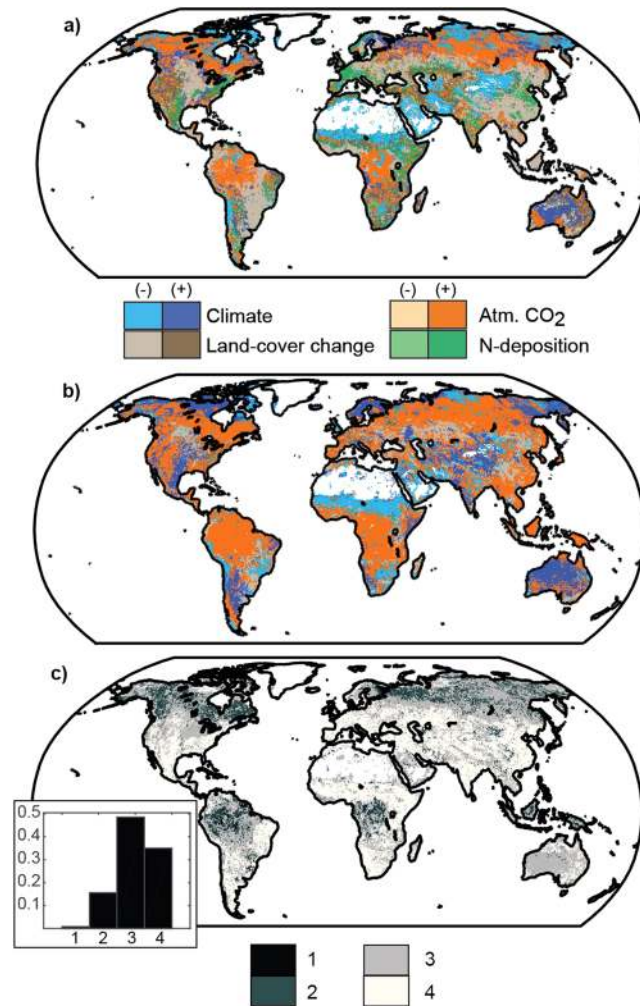 a)
(-) (+) (-) (+)
Climate Atm. CO2
Land-cover change N-deposition
b)
c)
0.5
0.4
0.3
0.2
0.1
1 2 3 4
1 3
2 4